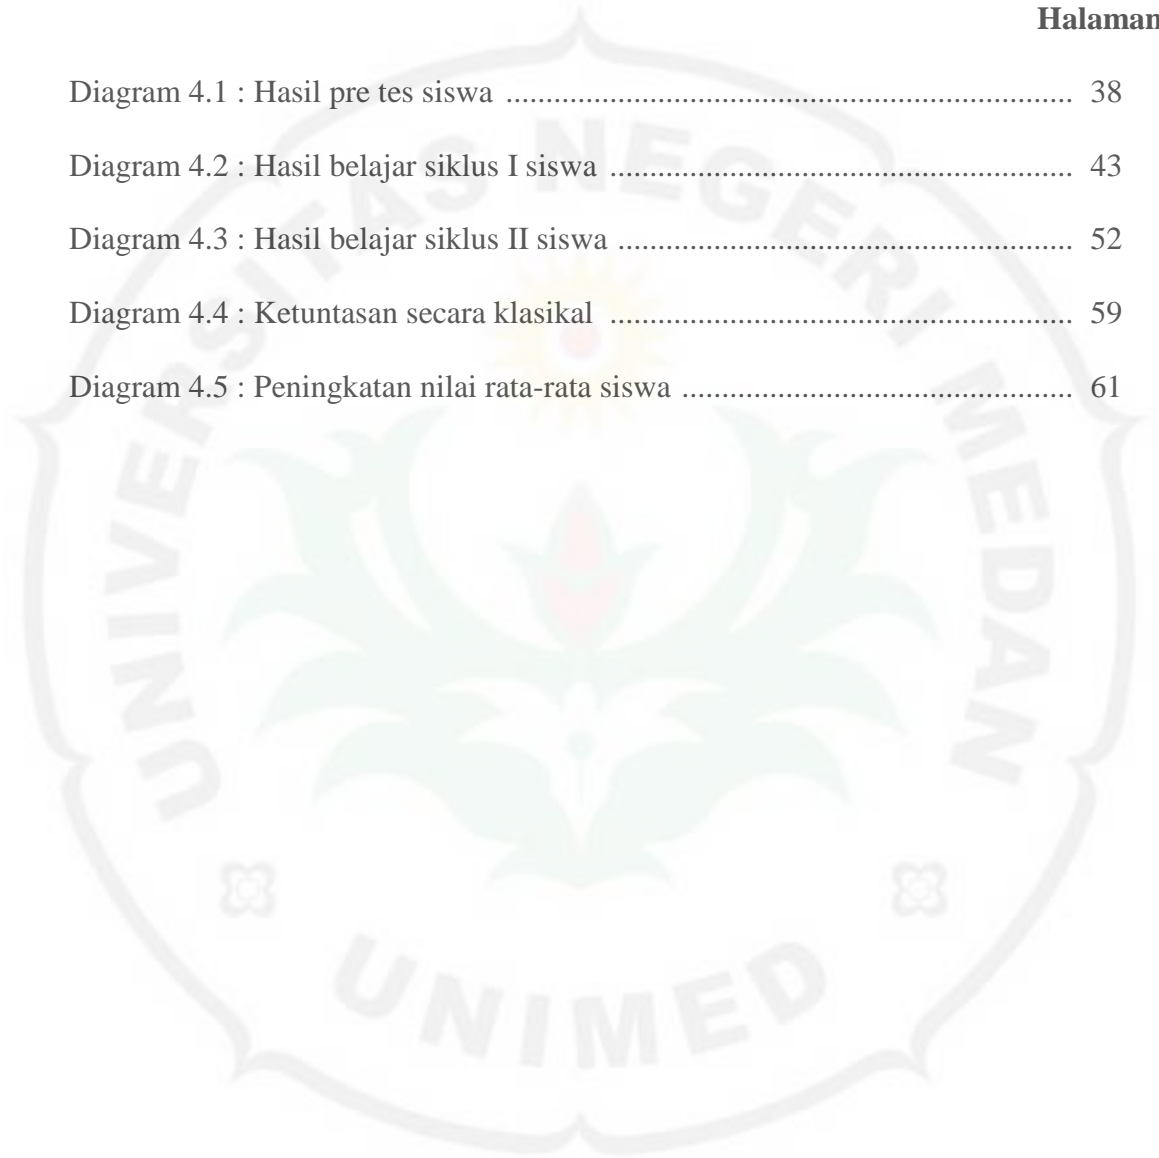 Halaman
Diagram 4.1 : Hasil pre tes siswa ............................................................... 38
Diagram 4.2 : Hasil belajar siklus I siswa ................................................... 43
Diagram 4.3 : Hasil belajar siklus II siswa .................................................. 52
Diagram 4.4 : Ketuntasan secara klasikal ................................................... 59
Diagram 4.5 : Peningkatan nilai rata-rata siswa ........................................... 61
UNIVERSITAS NEGERI MEDAN
UNIMED